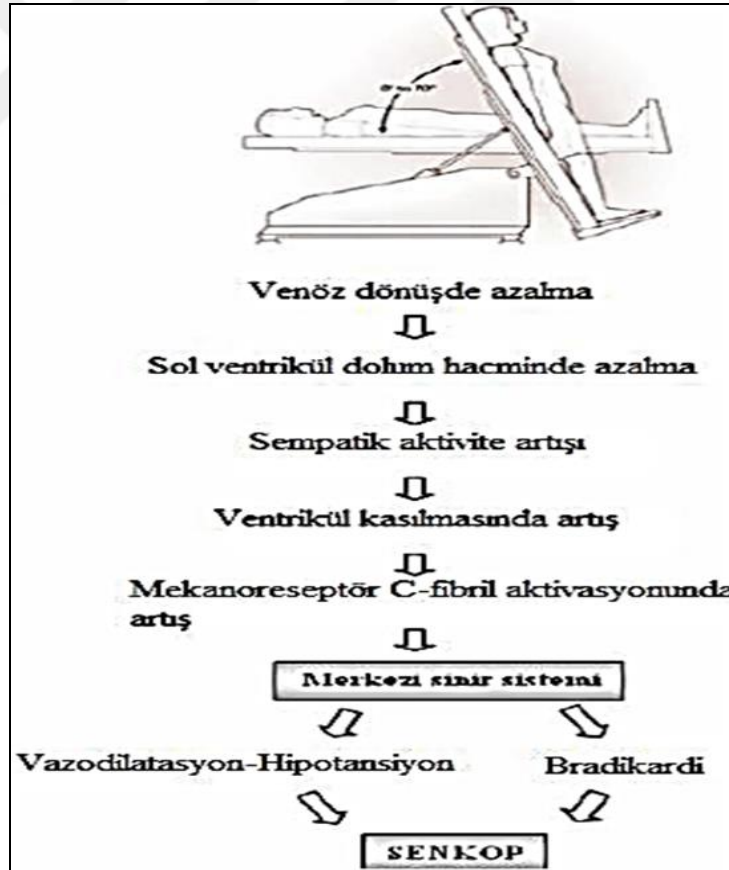 Venöz dönüşde azalma
Sol ventrikül dolum hacminde azalma
Sempatik aktivite artışı
Ventrikül kasılmasında artış
Mekanoreseptör C-fibril aktivasyonunda
artış
Merkezi sinir sistemi
Vazodilatasyon-Hipotansiyon Bradikardi
SENKOP